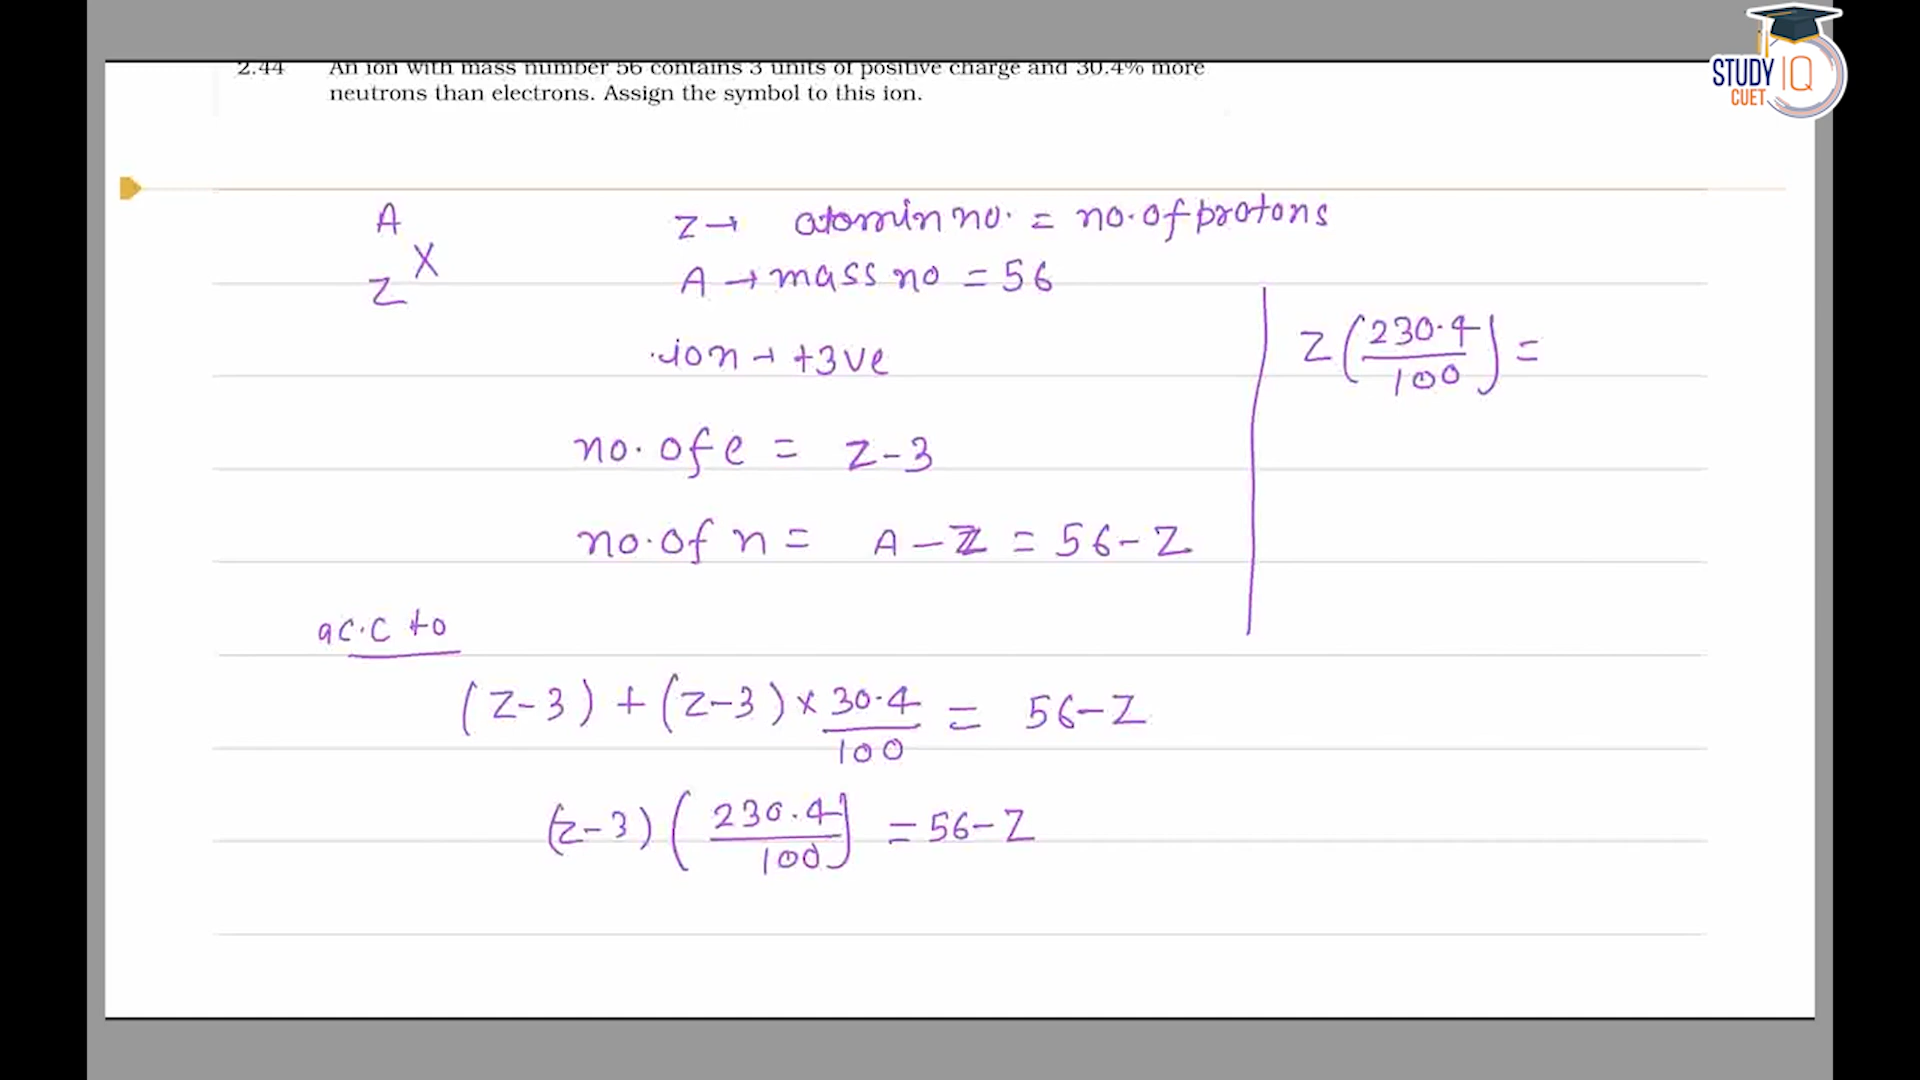 STUDY IQ
CUET
2.44 An ion with mass number 56 contains 3 units of positive charge and 30.4% more
neutrons than electrons. Assign the symbol to this ion.
A
X
Z
Z → atomin no. = no. of protons
A → mass no = 56
ion → +3ve
no. of e = Z-3
no. of n = A - Z = 56 - Z
acc to
(Z-3) + (Z-3) × 30.4/100 = 56-Z
(Z-3) (230.4/100) = 56-Z
Z (230.4/100) =